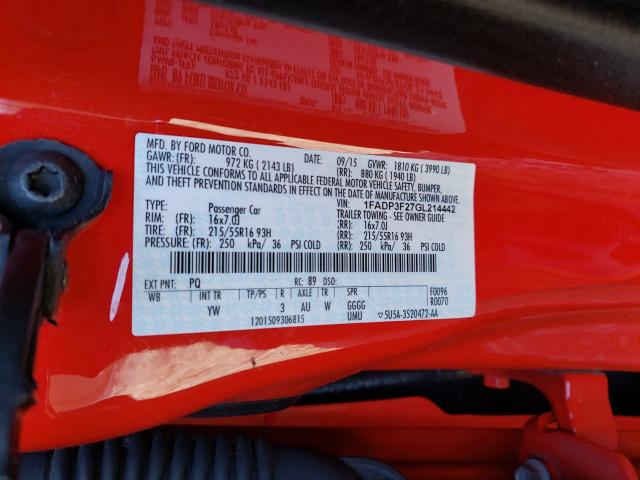 MFD. BY FORD MOTOR CO.
DATE: 09/15 GVWR: 1810 KG ( 3990 LB)
GAWR: (FR): 972 KG ( 2143 LB) (RR): 880 KG ( 1940 LB)
THIS VEHICLE CONFORMS TO ALL APPLICABLE FEDERAL MOTOR VEHICLE SAFETY, BUMPER,
AND THEFT PREVENTION STANDARDS IN EFFECT ON THE DATE OF MANUFACTURE SHOWN ABOVE.
VIN: 1FADP3F27GL214442
TYPE: Passenger Car TRAILER TOWING - SEE OWNER GUIDE
RIM: (FR) 16x7.0J (RR) 16x7.0J
TIRE: (FR) 215/55R16 93H (RR) 215/55R16 93H
PRESSURE: (FR) 250 kPa/ 36 PSI COLD (RR) 250 kPa/ 36 PSI COLD
EXT PNT: PQ RC: 89 DSO:
WB INT TR TP/PS R AXLE TR SPR F0096
YW 3 AU W GGGG R0070
1201509306815 UMU ▽5U5A-3520472-AA